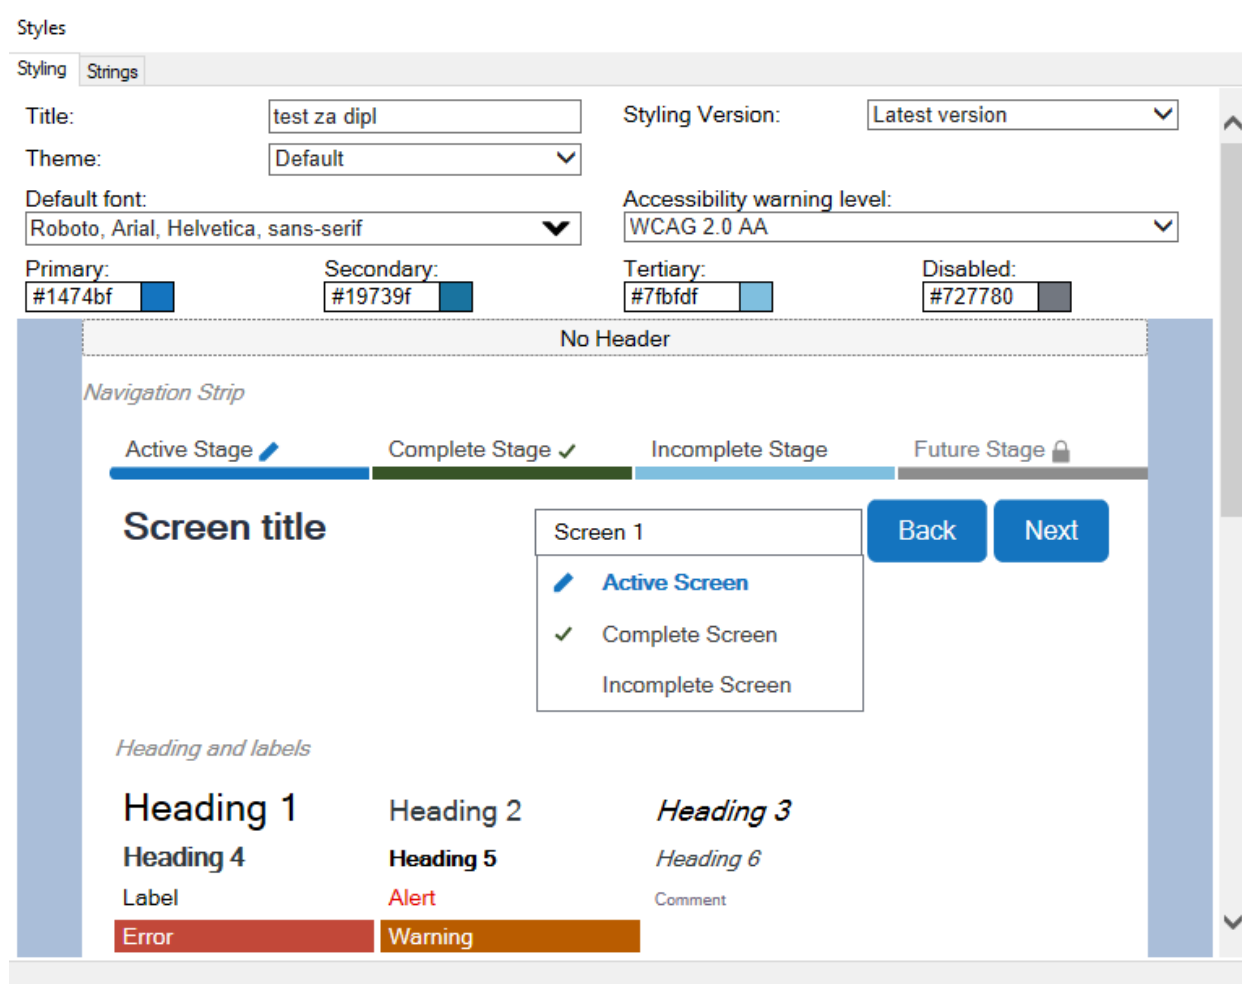 Styles
Styling Strings
Title: test za dipl Styling Version: Latest version
Theme: Default
Default font: Accessibility warning level:
Roboto, Arial, Helvetica, sans-serif WCAG 2.0 AA
Primary: Secondary: Tertiary: Disabled:
#1474bf #19739f #7fbfdf #727780
No Header
Navigation Strip
Active Stage Complete Stage Incomplete Stage Future Stage
Screen title Screen 1 Back Next
Active Screen
Complete Screen
Incomplete Screen
Heading and labels
Heading 1 Heading 2 Heading 3
Heading 4 Heading 5 Heading 6
Label Alert Comment
Error Warning